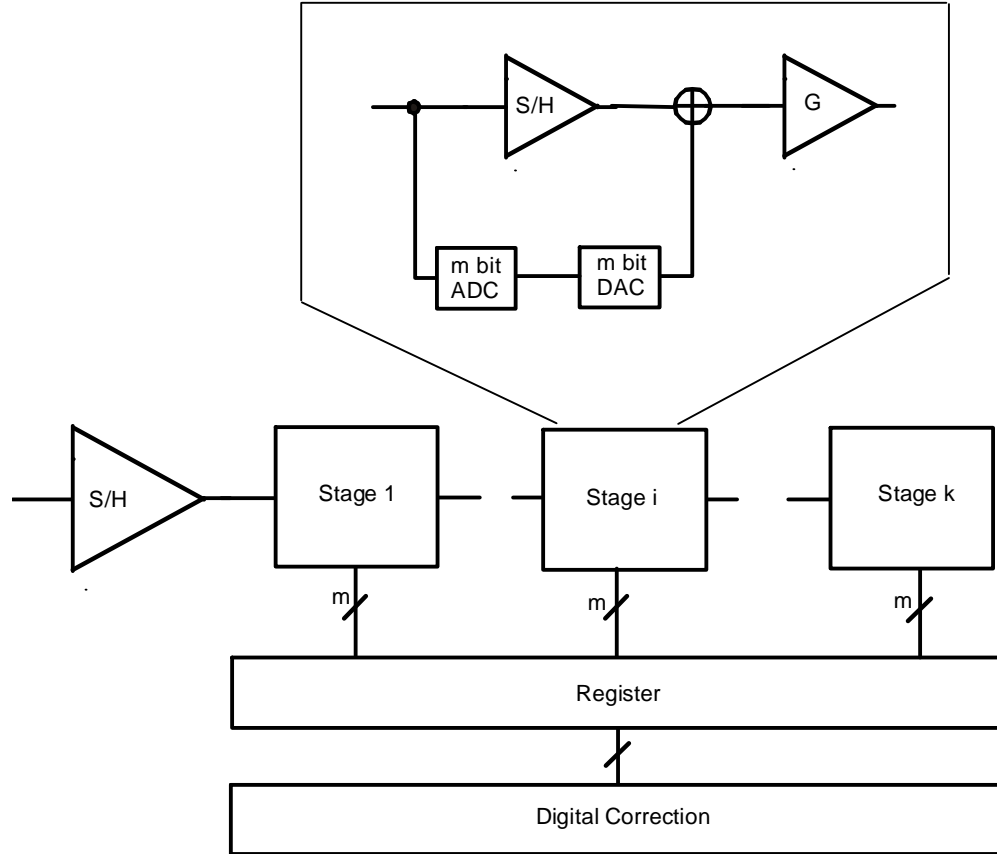 S/H
G
m bit
ADC
m bit
DAC
S/H
Stage 1
Stage i
Stage k
m
m
m
Register
Digital Correction